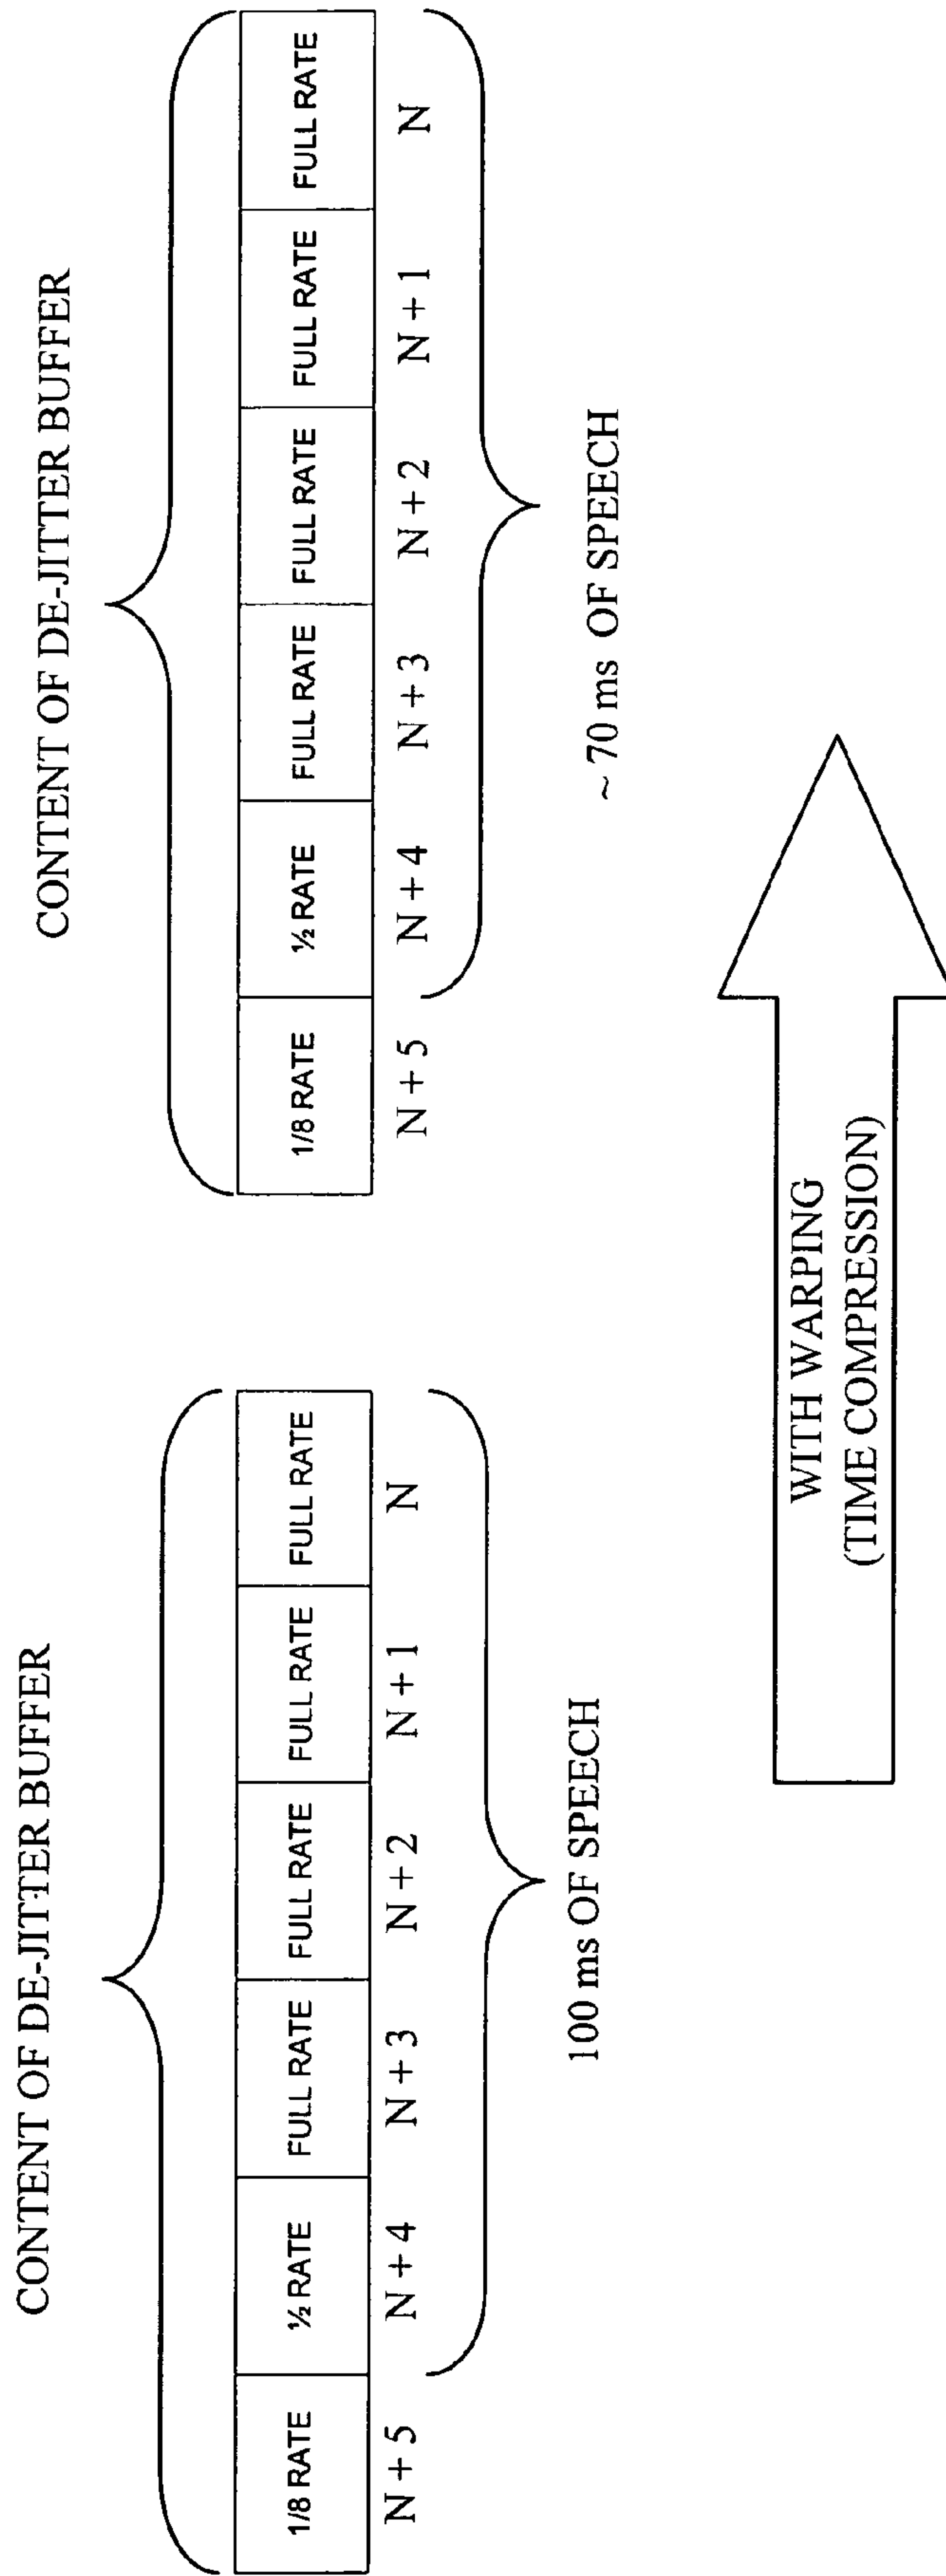 CONTENT OF DE-JITTER BUFFER
1/8 RATE ½ RATE FULL RATE FULL RATE FULL RATE FULL RATE
N + 5 N + 4 N + 3 N + 2 N + 1 N
100 ms OF SPEECH
CONTENT OF DE-JITTER BUFFER
1/8 RATE ½ RATE FULL RATE FULL RATE FULL RATE FULL RATE
N + 5 N + 4 N + 3 N + 2 N + 1 N
~ 70 ms OF SPEECH
WITH WARPING
(TIME COMPRESSION)